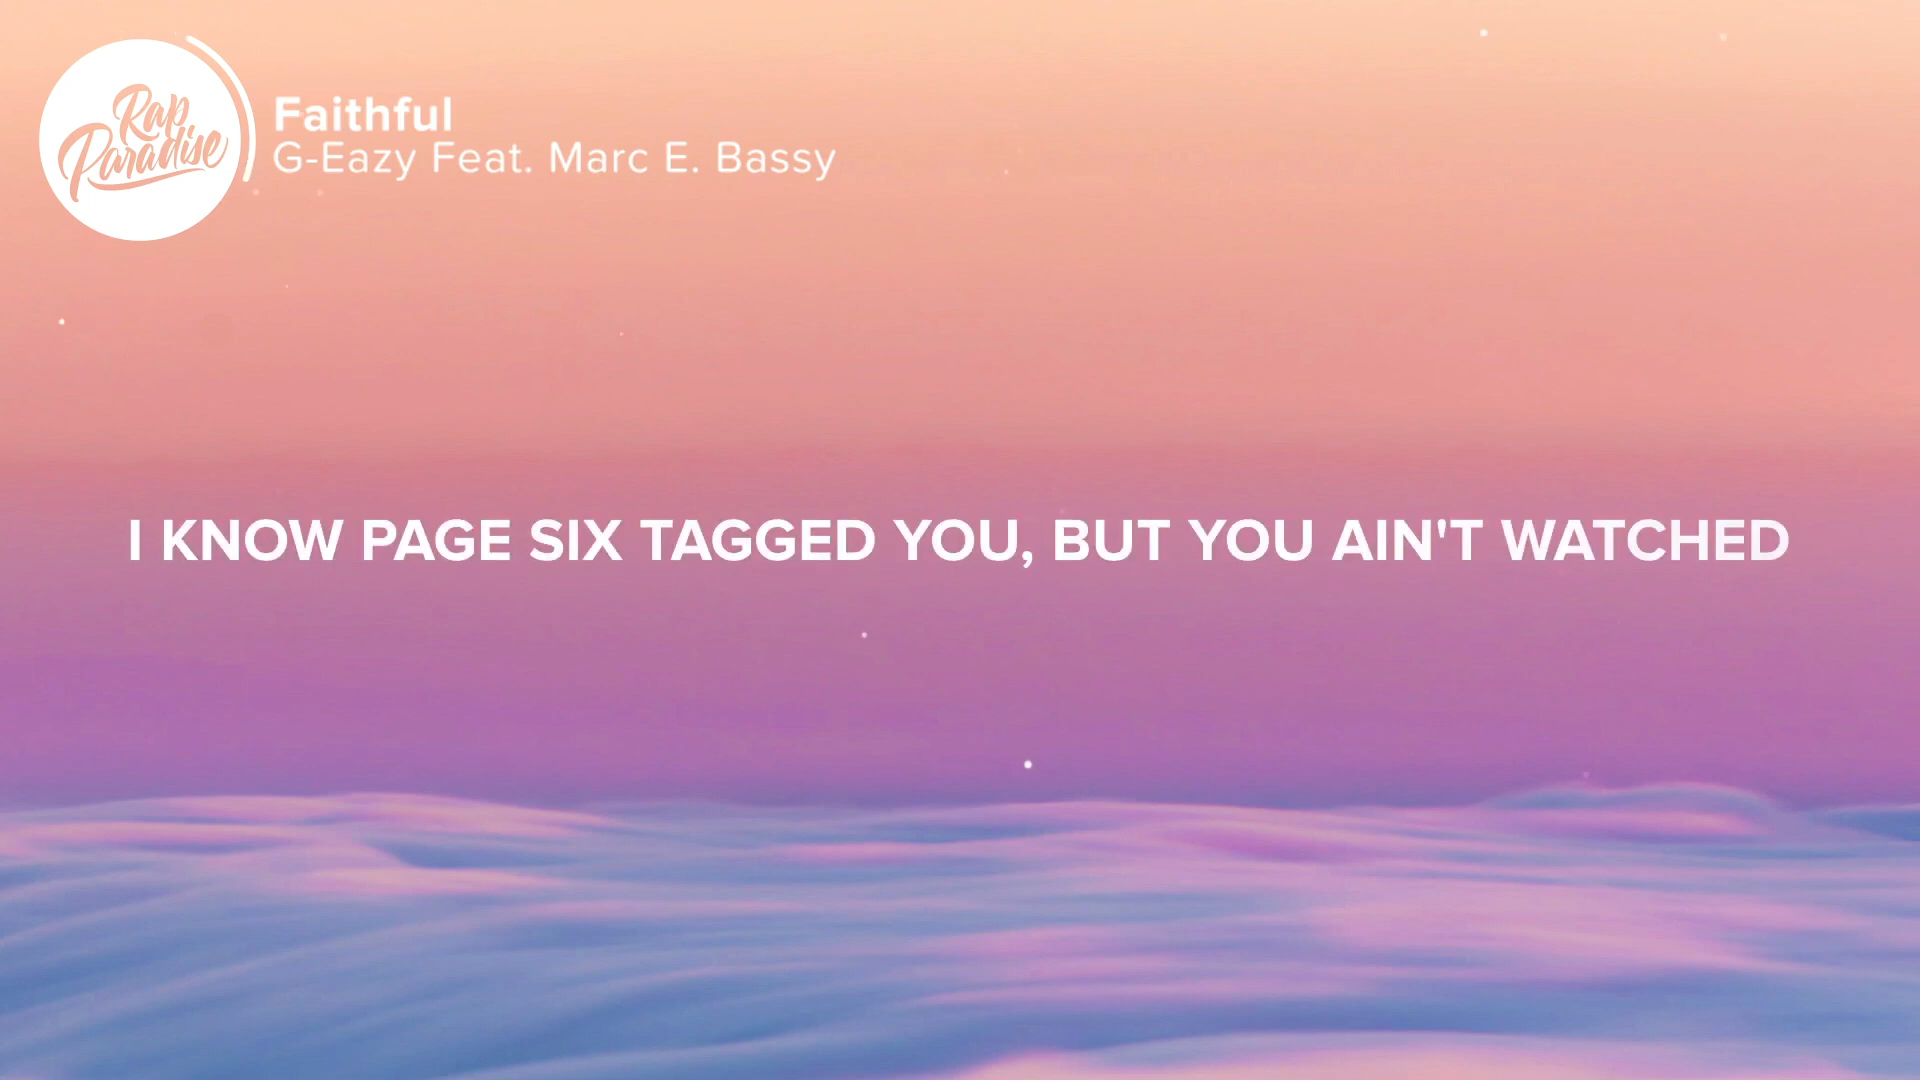 Rap
Paradise
Faithful
G-Eazy Feat. Marc E. Bassy
I KNOW PAGE SIX TAGGED YOU, BUT YOU AIN'T WATCHED